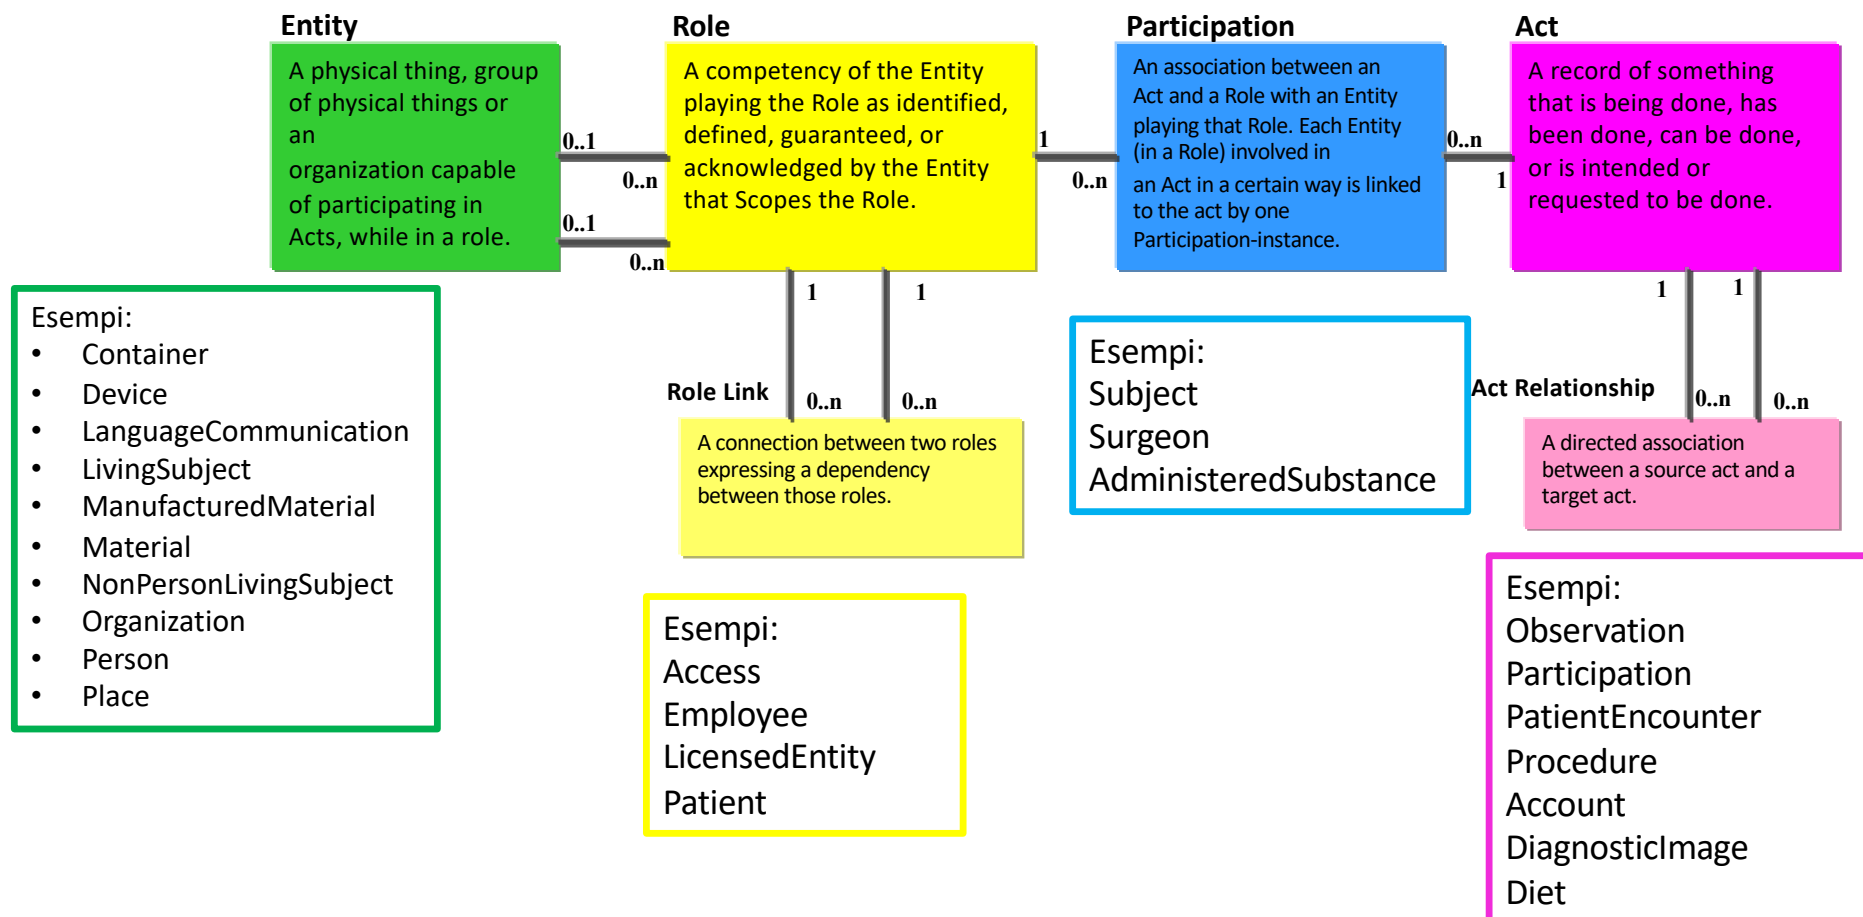 Entity
A physical thing, group
of physical things or
an
organization capable
of participating in
Acts, while in a role.
0..1
0..n
0..1
0..n
Role
A competency of the Entity
playing the Role as identified,
defined, guaranteed, or
acknowledged by the Entity
that Scopes the Role.
1
0..n
Participation
An association between an
Act and a Role with an Entity
playing that Role. Each Entity
(in a Role) involved in
an Act in a certain way is linked
to the act by one
Participation-instance.
0..n
1
Act
A record of something
that is being done, has
been done, can be done,
or is intended or
requested to be done.
1
1
Role Link
0..n
0..n
A connection between two roles
expressing a dependency
between those roles.
1
1
Act Relationship
0..n
0..n
A directed association
between a source act and a
target act.
Esempi:
• Container
• Device
• LanguageCommunication
• LivingSubject
• ManufacturedMaterial
• Material
• NonPersonLivingSubject
• Organization
• Person
• Place
Esempi:
Access
Employee
LicensedEntity
Patient
Esempi:
Subject
Surgeon
AdministeredSubstance
Esempi:
Observation
Participation
PatientEncounter
Procedure
Account
DiagnosticImage
Diet